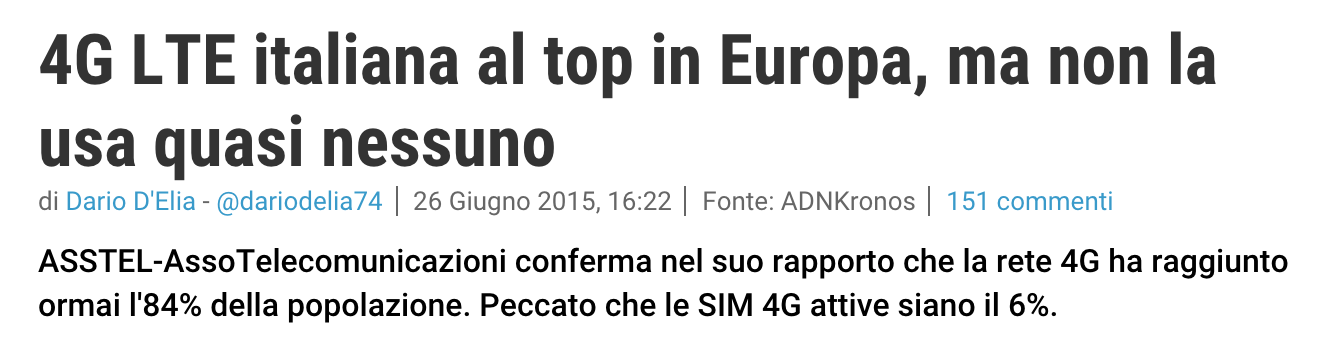 4G LTE italiana al top in Europa, ma non la
usa quasi nessuno
di Dario D'Elia - @dariodelia74 | 26 Giugno 2015, 16:22 | Fonte: ADNKronos | 151 commenti
ASSTEL-AssoTelecomunicazioni conferma nel suo rapporto che la rete 4G ha raggiunto
ormai l'84% della popolazione. Peccato che le SIM 4G attive siano il 6%.